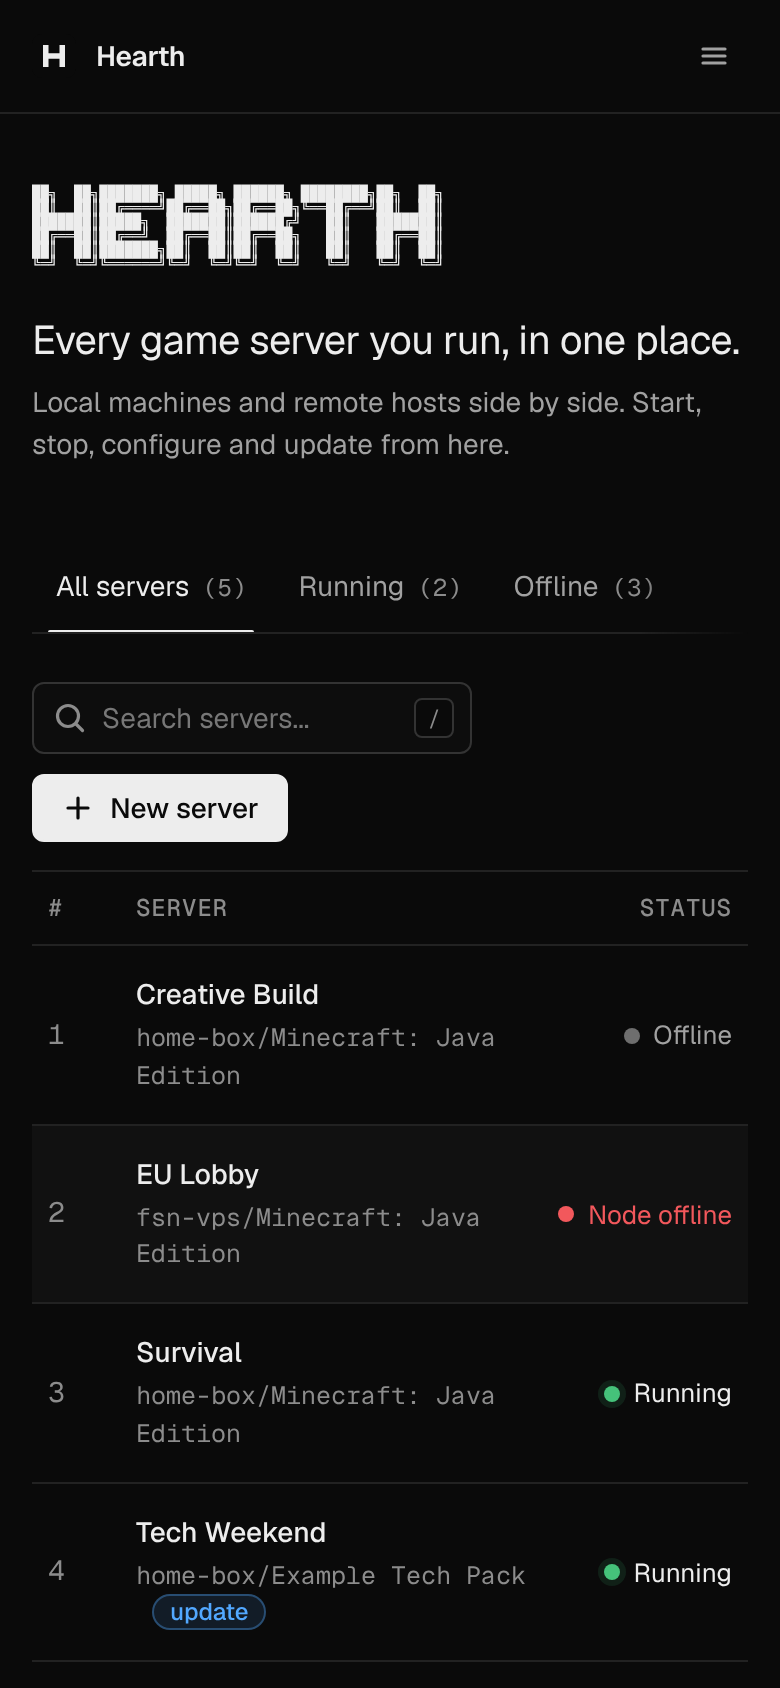 H Hearth
HEARTH
Every game server you run, in one place.
Local machines and remote hosts side by side. Start,
stop, configure and update from here.
All servers (5) Running (2) Offline (3)
Search servers... /
+ New server
# SERVER STATUS
Creative Build
1 home-box/Minecraft: Java Offline
Edition
EU Lobby
2 fsn-vps/Minecraft: Java Node offline
Edition
Survival
3 home-box/Minecraft: Java Running
Edition
Tech Weekend
4 home-box/Example Tech Pack Running
update